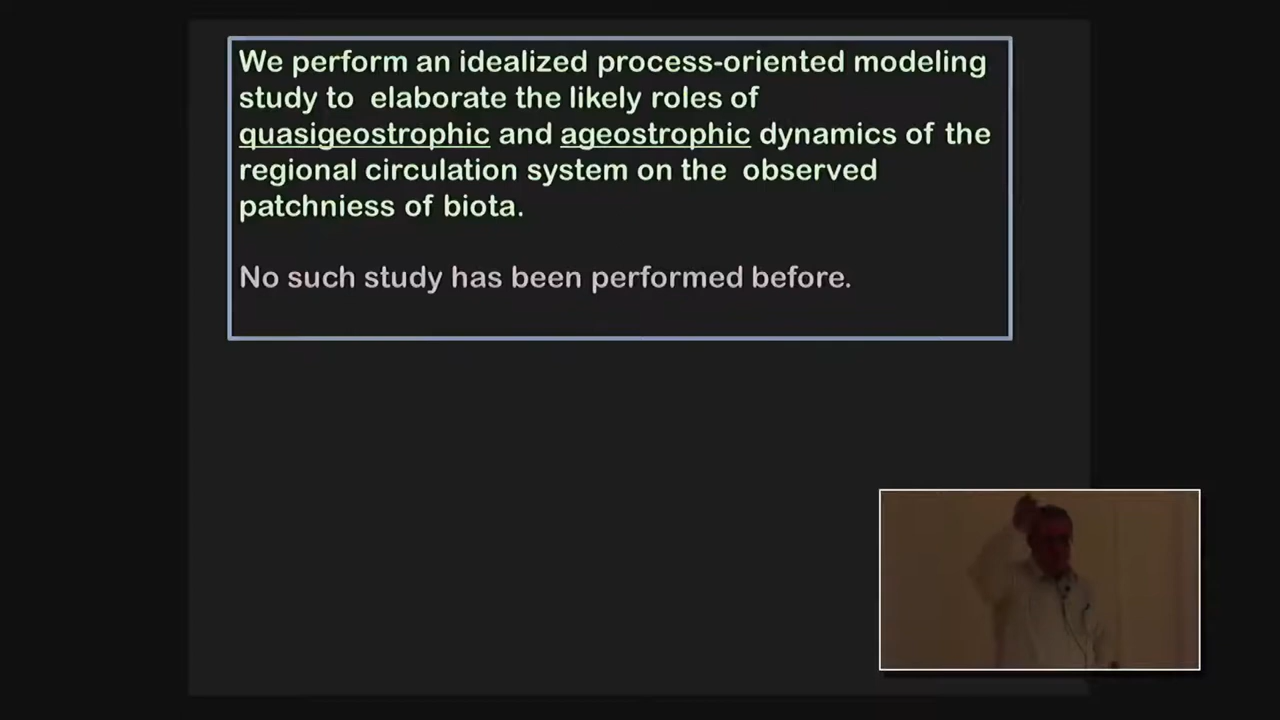 We perform an idealized process-oriented modeling
study to elaborate the likely roles of
quasigeostrophic and ageostrophic dynamics of the
regional circulation system on the observed
patchniess of biota.
No such study has been performed before.